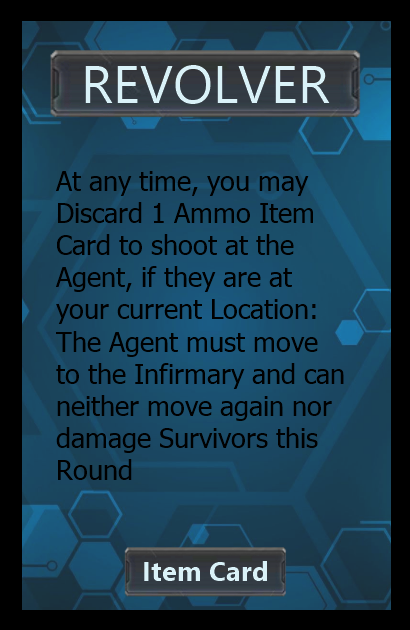 REVOLVER
At any time, you may
Discard 1 Ammo Item
Card to shoot at the
Agent, if they are at
your current Location:
The Agent must move
to the Infirmary and can
neither move again nor
damage Survivors this
Round
Item Card